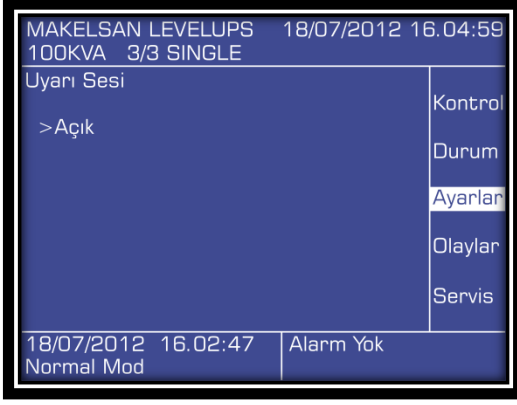 MAKELSAN LEVELUPS 18/07/2012 16.04:59
100KVA 3/3 SINGLE
Uyarı Sesi
>Açık
Kontrol
Durum
Ayarlar
Olaylar
Servis
18/07/2012 16.02:47 Alarm Yok
Normal Mod